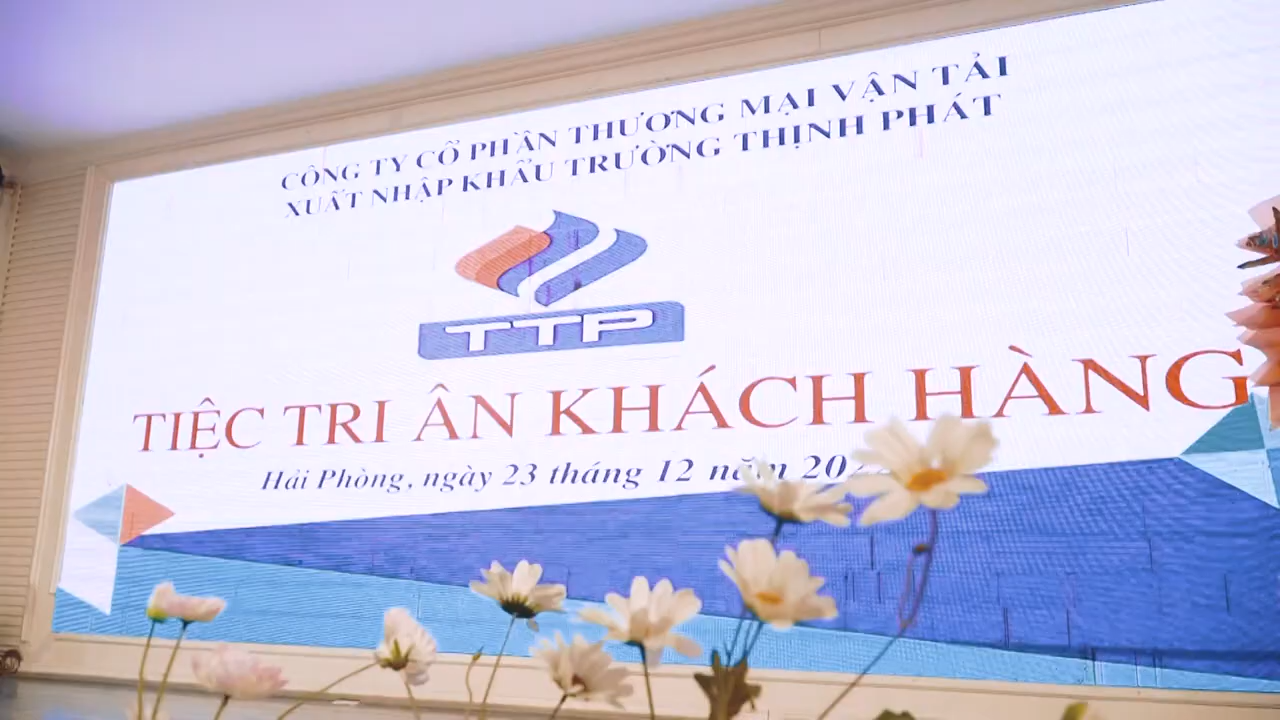 CÔNG TY CỔ PHẦN THƯƠNG MẠI VẬN TẢI
XUẤT NHẬP KHẨU TRƯỜNG THỊNH PHÁT
TTP
TIỆC TRI ÂN KHÁCH HÀNG
Hải Phòng, ngày 23 tháng 12 năm